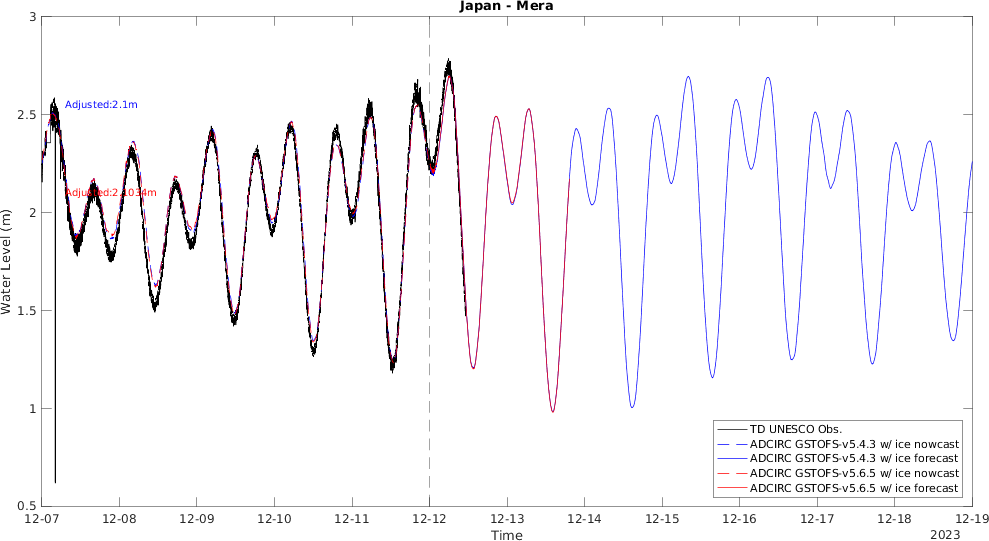 Japan - Mera
3
2.5
2
1.5
1
0.5
Water Level (m)
Adjusted:2.1m
Adjusted:2.1034m
TD UNESCO Obs.
ADCIRC GSTOFS-v5.4.3 w/ ice nowcast
ADCIRC GSTOFS-v5.4.3 w/ ice forecast
ADCIRC GSTOFS-v5.6.5 w/ ice nowcast
ADCIRC GSTOFS-v5.6.5 w/ ice forecast
12-07 12-08 12-09 12-10 12-11 12-12 12-13 12-14 12-15 12-16 12-17 12-18 12-19
Time
2023